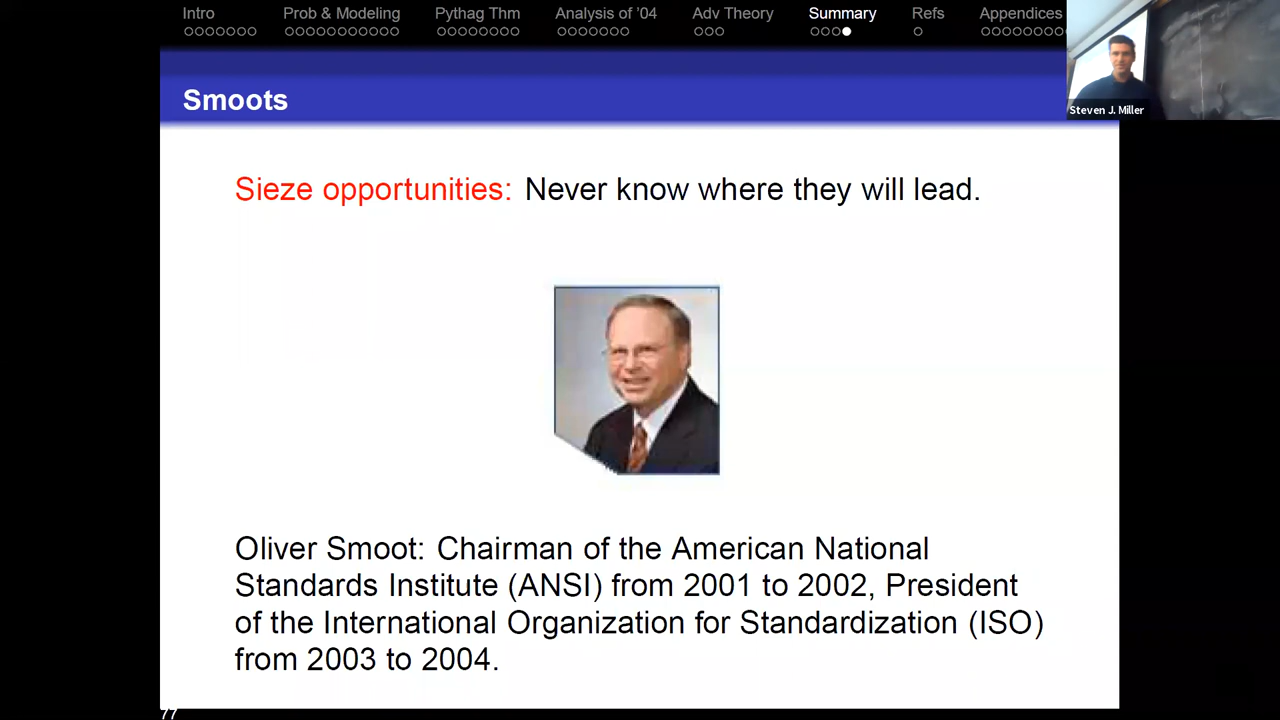 Intro Prob & Modeling Pythag Thm Analysis of '04 Adv Theory Summary Refs Appendices
Steven J. Miller
Smoots
Sieze opportunities: Never know where they will lead.
Oliver Smoot: Chairman of the American National
Standards Institute (ANSI) from 2001 to 2002, President
of the International Organization for Standardization (ISO)
from 2003 to 2004.
77